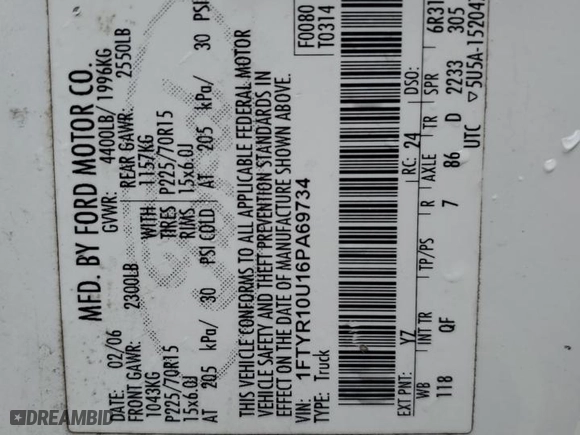 MFD. BY FORD MOTOR CO.
DATE: 02/06 GVWR: 4400LB/ 1996KG
FRONT GAWR: 2300LB REAR GAWR: 2550LB
1043KG WITH 1157KG
P225/70R15 TIRES P225/70R15
15x6.0J RIMS 15x6.0J
AT 205 kPa/ 30 PSI COLD AT 205 kPa/ 30 PSI
THIS VEHICLE CONFORMS TO ALL APPLICABLE FEDERAL MOTOR
VEHICLE SAFETY AND THEFT PREVENTION STANDARDS IN
EFFECT ON THE DATE OF MANUFACTURE SHOWN ABOVE.
VIN: 1FTYR10U16PA69734 F0080
TYPE: Truck T0314
EXT PNT: YZ RC: 24 DSO:
WB INT TR TP/PS R AXLE TR SPR 6R31
118 QF 7 86 D 2233 305
UTC ▽5U5A-15204
DREAMBID